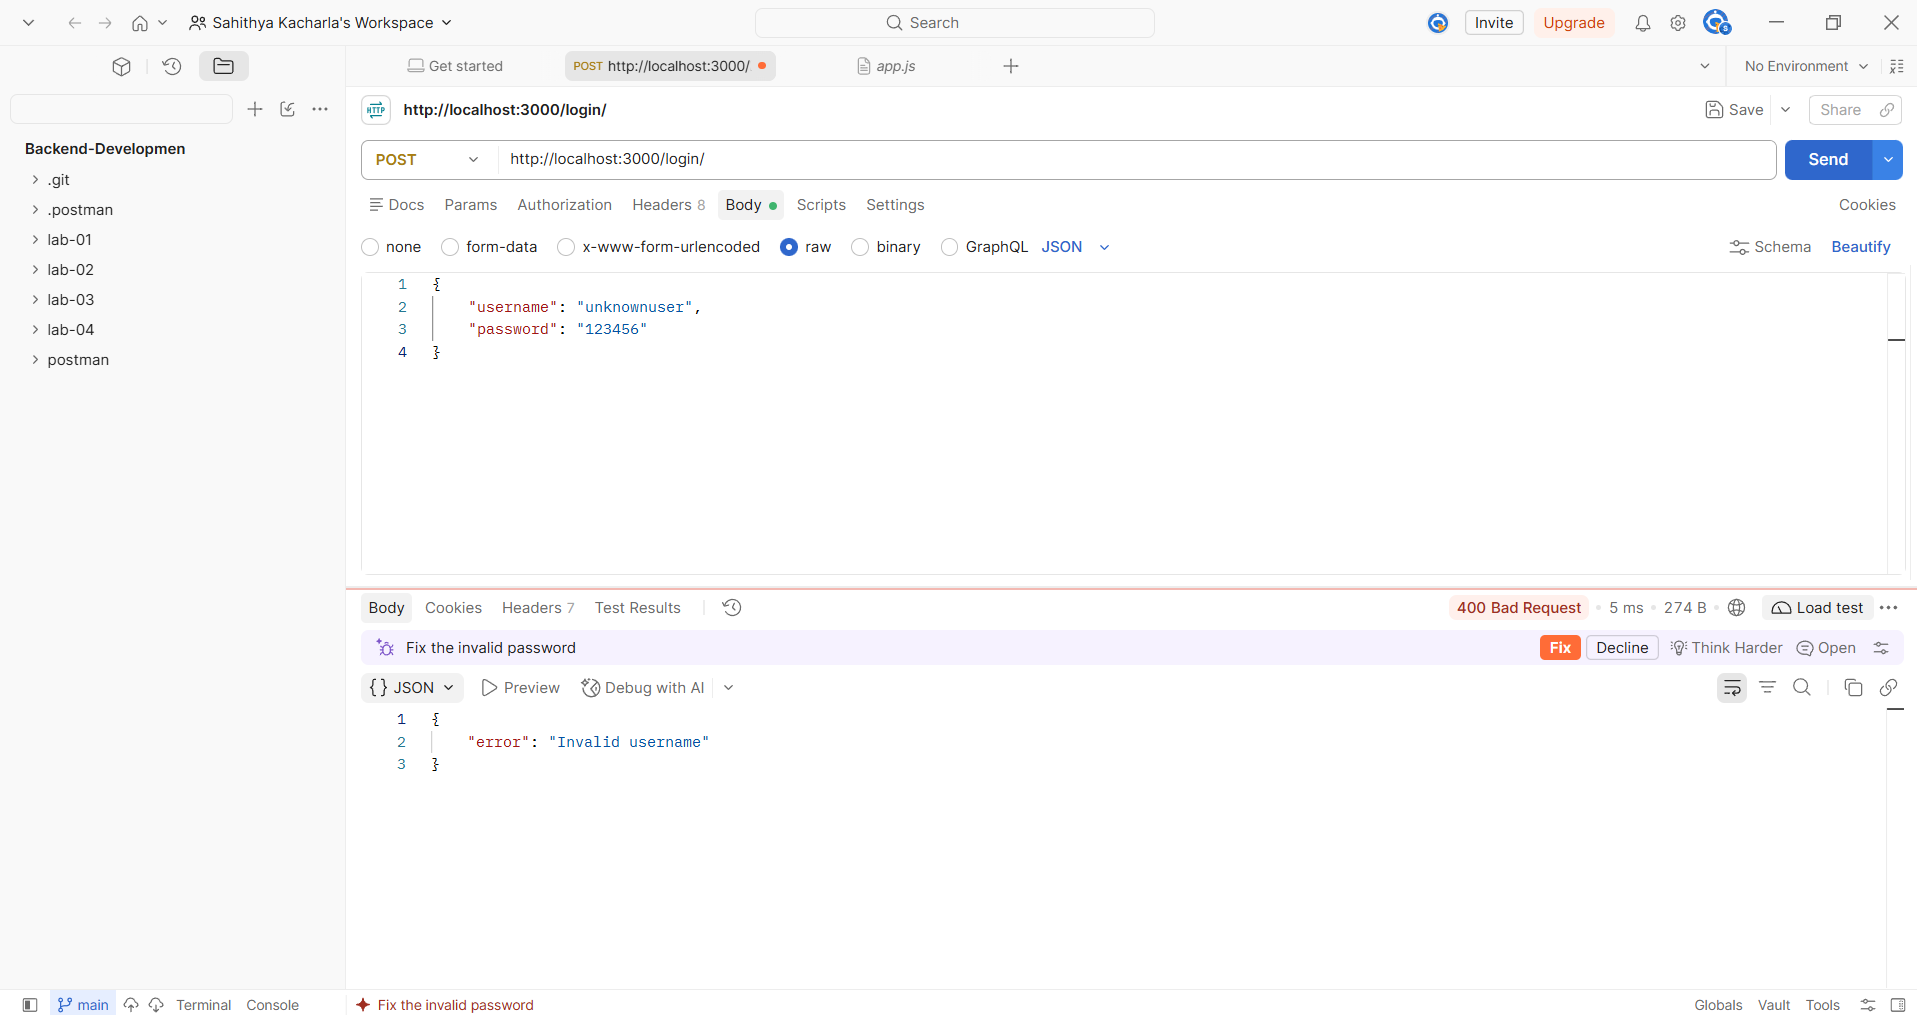 Sahithya Kacharla's Workspace
Search
Invite
Upgrade
Get started
POST http://localhost:3000/
app.js
No Environment
HTTP http://localhost:3000/login/
Save
Share
Backend-Developmen
.git
.postman
lab-01
lab-02
lab-03
lab-04
postman
POST
http://localhost:3000/login/
Send
Docs Params Authorization Headers 8 Body Scripts Settings
Cookies
none form-data x-www-form-urlencoded raw binary GraphQL JSON
Schema Beautify
1 {
2 "username": "unknownuser",
3 "password": "123456"
4 }
Body Cookies Headers 7 Test Results
400 Bad Request 5 ms 274 B Load test
Fix the invalid password
Fix Decline Think Harder Open
{} JSON Preview Debug with AI
1 {
2 "error": "Invalid username"
3 }
main Terminal Console
Fix the invalid password
Globals Vault Tools